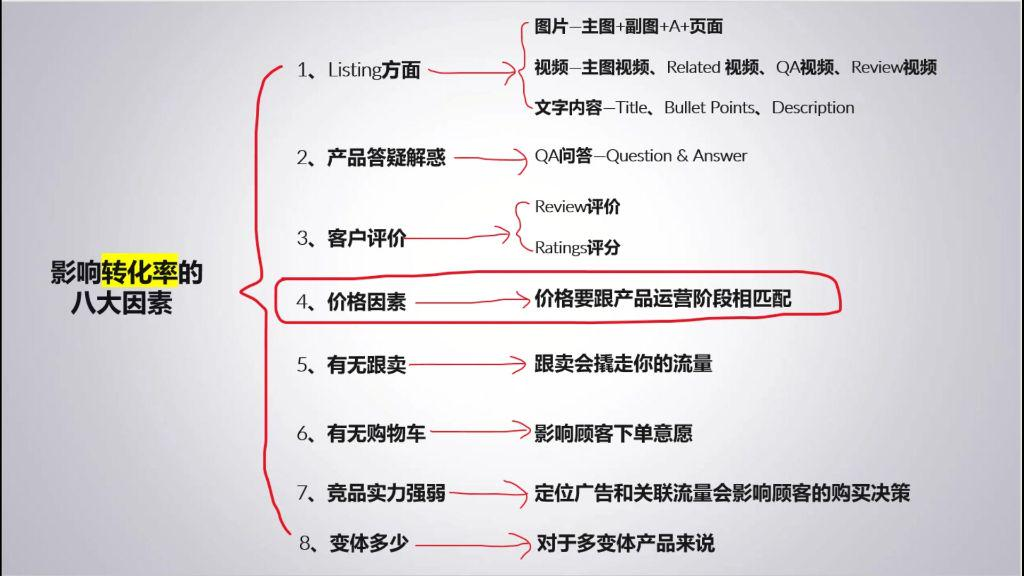 影响转化率的
八大因素
1、Listing方面
图片—主图+副图+A+页面
视频—主图视频、Related 视频、QA视频、Review视频
文字内容—Title、Bullet Points、Description
2、产品答疑解惑
QA问答—Question & Answer
3、客户评价
Review评价
Ratings评分
4、价格因素
价格要跟产品运营阶段相匹配
5、有无跟卖
跟卖会撬走你的流量
6、有无购物车
影响顾客下单意愿
7、竞品实力强弱
定位广告和关联流量会影响顾客的购买决策
8、变体多少
对于多变体产品来说